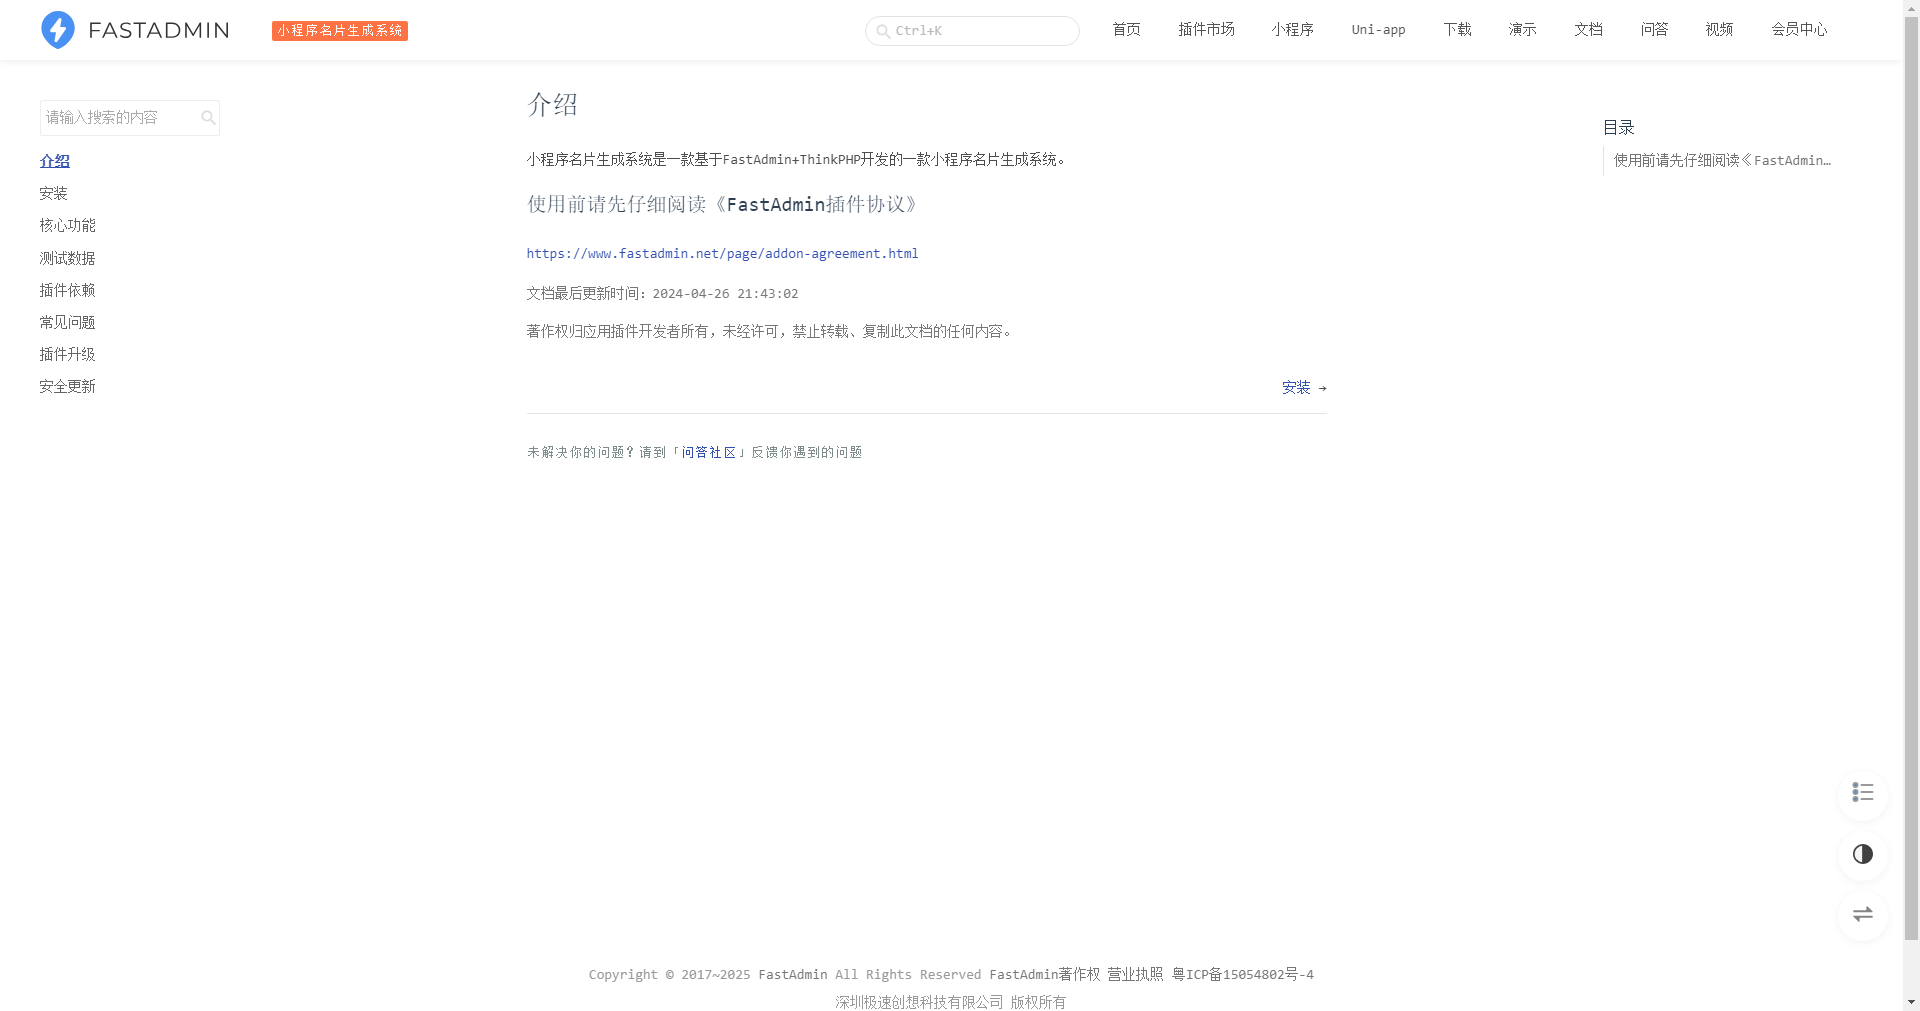 FASTADMIN
小程序名片生成系统
Ctrl+K
首页
插件市场
小程序
Uni-app
下载
演示
文档
问答
视频
会员中心
请输入搜索的内容
介绍
安装
核心功能
测试数据
插件依赖
常见问题
插件升级
安全更新
介绍
小程序名片生成系统是一款基于FastAdmin+ThinkPHP开发的一款小程序名片生成系统。
使用前请先仔细阅读《FastAdmin插件协议》
https://www.fastadmin.net/page/addon-agreement.html
文档最后更新时间：2024-04-26 21:43:02
著作权归应用插件开发者所有，未经许可，禁止转载、复制此文档的任何内容。
安装 →
未解决你的问题？请到「问答社区」反馈你遇到的问题
目录
使用前请先仔细阅读《FastAdmin…
Copyright © 2017~2025 FastAdmin All Rights Reserved FastAdmin著作权 营业执照 粤ICP备15054802号-4
深圳极速创想科技有限公司 版权所有